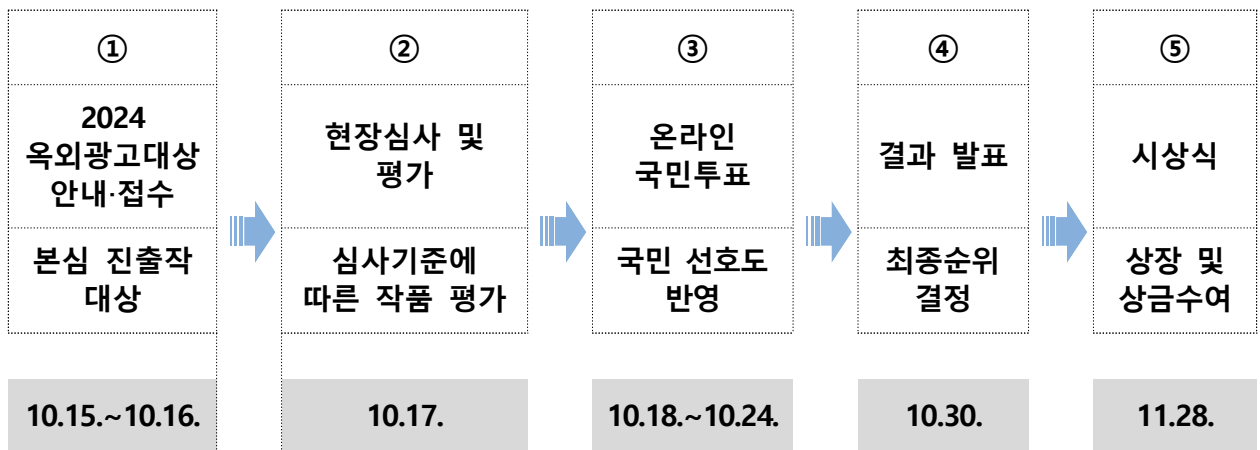 ①
2024
옥외광고대상
안내·접수
본심 진출작
대상
10.15.~10.16.
②
현장심사 및
평가
심사기준에
따른 작품 평가
10.17.
③
온라인
국민투표
국민 선호도
반영
10.18.~10.24.
④
결과 발표
최종순위
결정
10.30.
⑤
시상식
상장 및
상금수여
11.28.